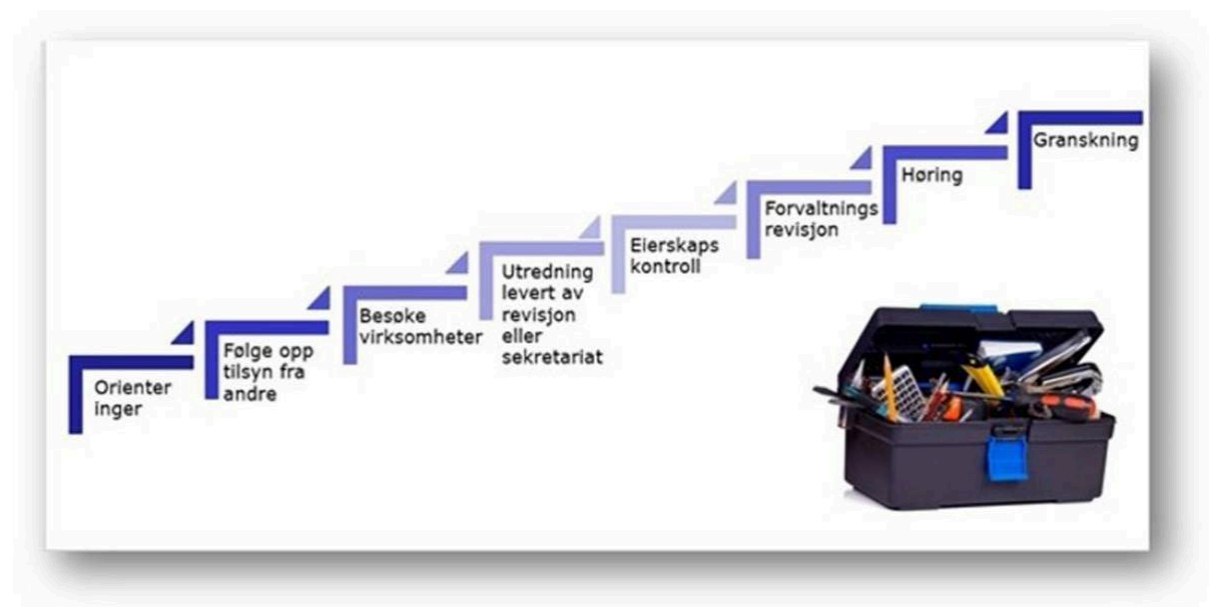 Orienter
inger
Følge opp
tilsyn fra
andre
Besøke
virksomheter
Utredning
levert av
revisjon
eller
sekretariat
Eierskaps
kontroll
Forvaltnings
revisjon
Høring
Granskning